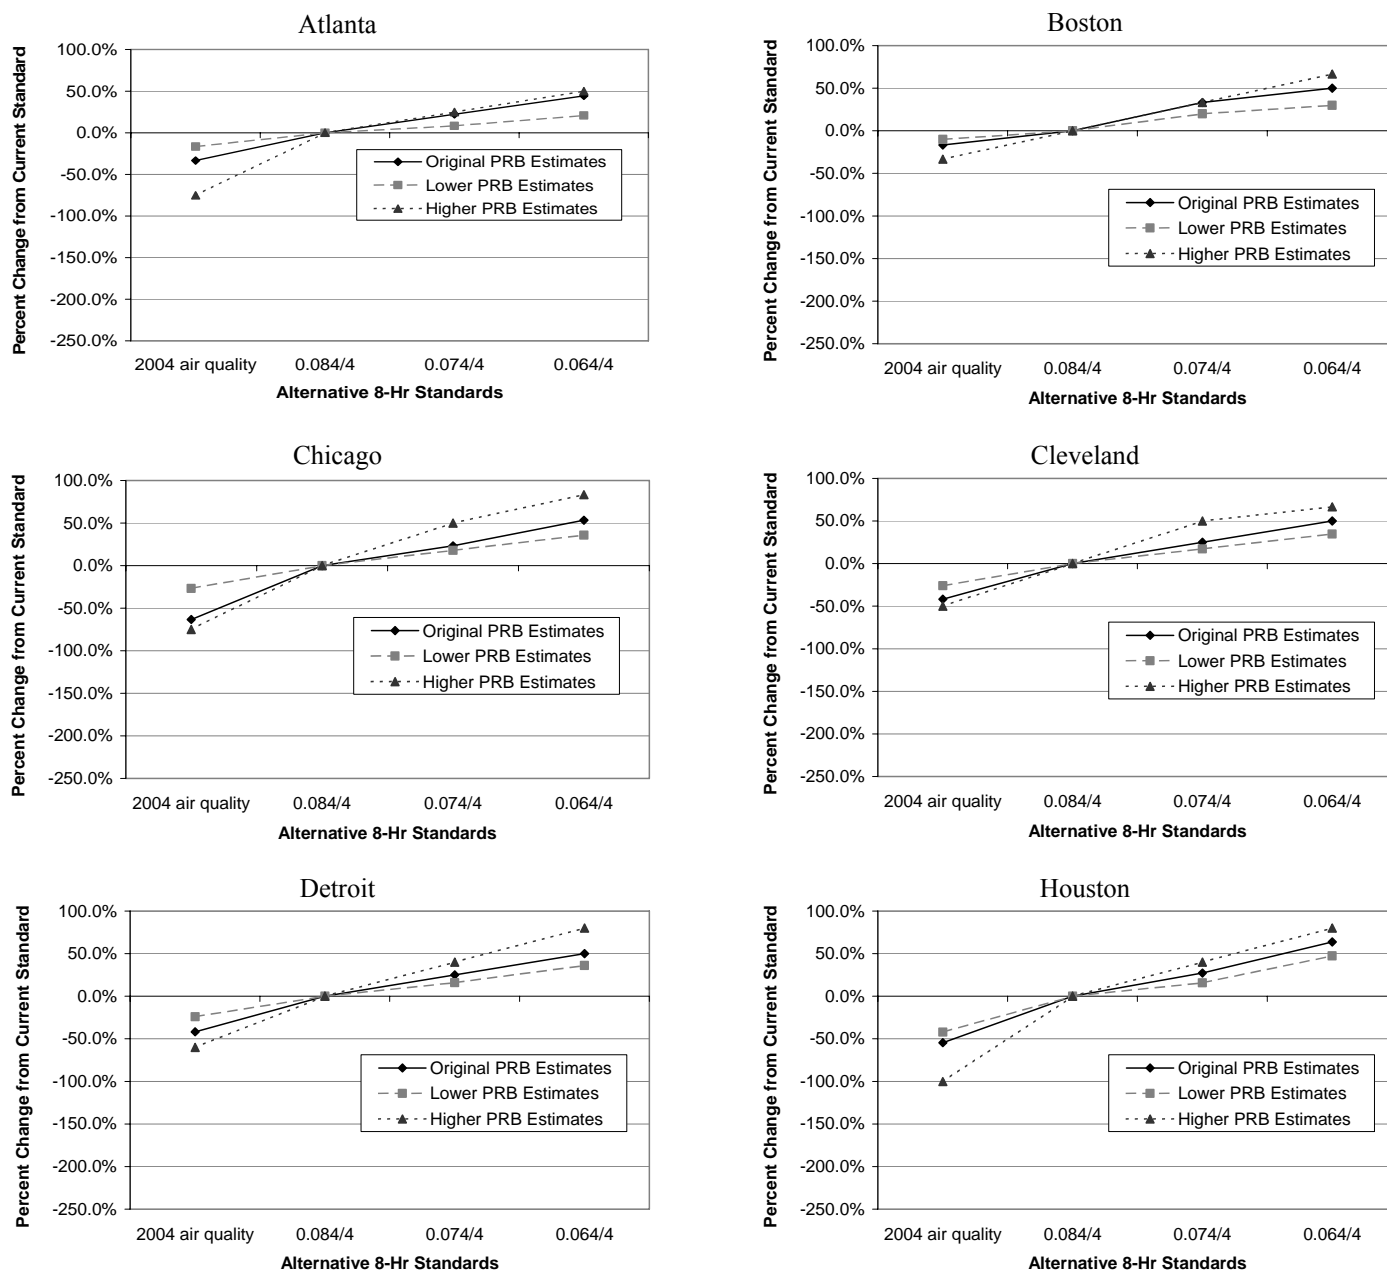 Atlanta
Percent Change from Current Standard
100.0%
50.0%
0.0%
-50.0%
-100.0%
-150.0%
-200.0%
-250.0%
Original PRB Estimates
Lower PRB Estimates
Higher PRB Estimates
2004 air quality 0.084/4 0.074/4 0.064/4
Alternative 8-Hr Standards
Boston
Percent Change from Current Standard
100.0%
50.0%
0.0%
-50.0%
-100.0%
-150.0%
-200.0%
-250.0%
Original PRB Estimates
Lower PRB Estimates
Higher PRB Estimates
2004 air quality 0.084/4 0.074/4 0.064/4
Alternative 8-Hr Standards
Chicago
Percent Change from Current Standard
100.0%
50.0%
0.0%
-50.0%
-100.0%
-150.0%
-200.0%
-250.0%
Original PRB Estimates
Lower PRB Estimates
Higher PRB Estimates
2004 air quality 0.084/4 0.074/4 0.064/4
Alternative 8-Hr Standards
Cleveland
Percent Change from Current Standard
100.0%
50.0%
0.0%
-50.0%
-100.0%
-150.0%
-200.0%
-250.0%
Original PRB Estimates
Lower PRB Estimates
Higher PRB Estimates
2004 air quality 0.084/4 0.074/4 0.064/4
Alternative 8-Hr Standards
Detroit
Percent Change from Current Standard
100.0%
50.0%
0.0%
-50.0%
-100.0%
-150.0%
-200.0%
-250.0%
Original PRB Estimates
Lower PRB Estimates
Higher PRB Estimates
2004 air quality 0.084/4 0.074/4 0.064/4
Alternative 8-Hr Standards
Houston
Percent Change from Current Standard
100.0%
50.0%
0.0%
-50.0%
-100.0%
-150.0%
-200.0%
-250.0%
Original PRB Estimates
Lower PRB Estimates
Higher PRB Estimates
2004 air quality 0.084/4 0.074/4 0.064/4
Alternative 8-Hr Standards